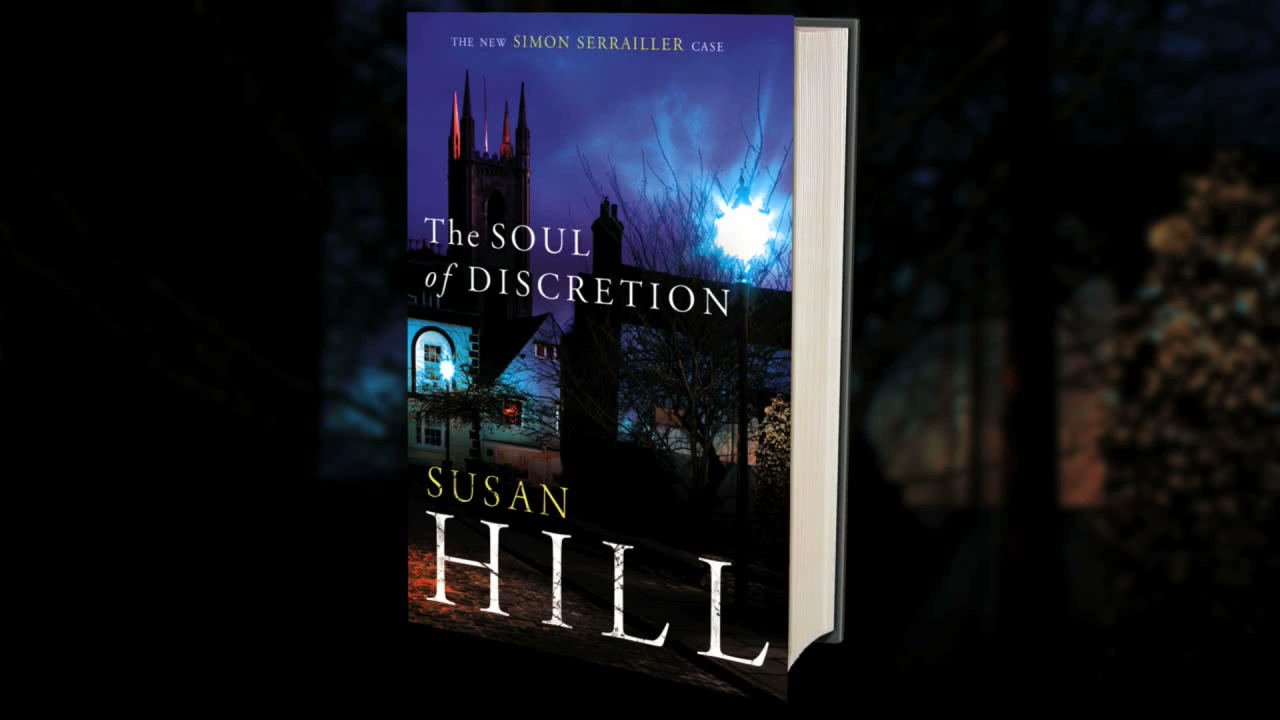 THE NEW SIMON SERRAILLER CASE
The SOUL
of DISCRETION
SUSAN
HILL